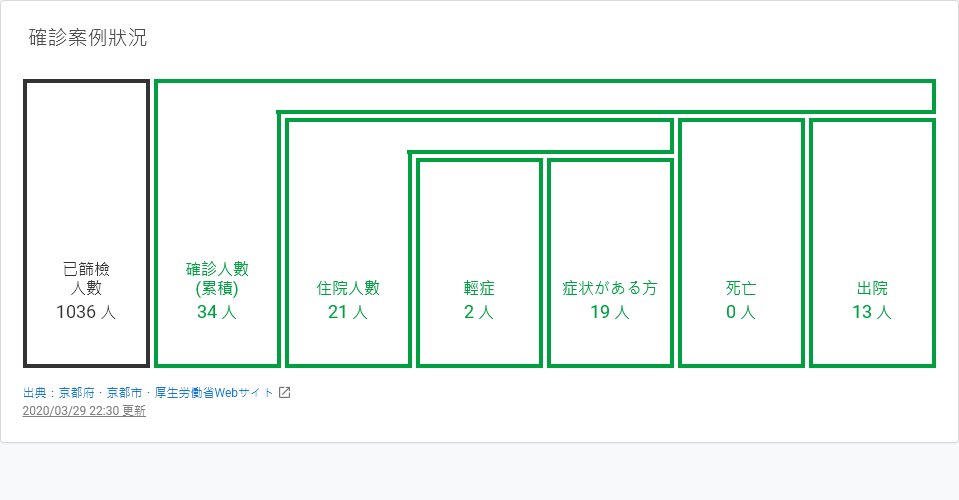 確診案例狀況
已篩檢
人數
1036 人
確診人數
(累積)
34 人
住院人數
21 人
輕症
2 人
症状がある方
19 人
死亡
0 人
出院
13 人
出典：京都府・京都市・厚生労働省Webサイト
2020/03/29 22:30 更新